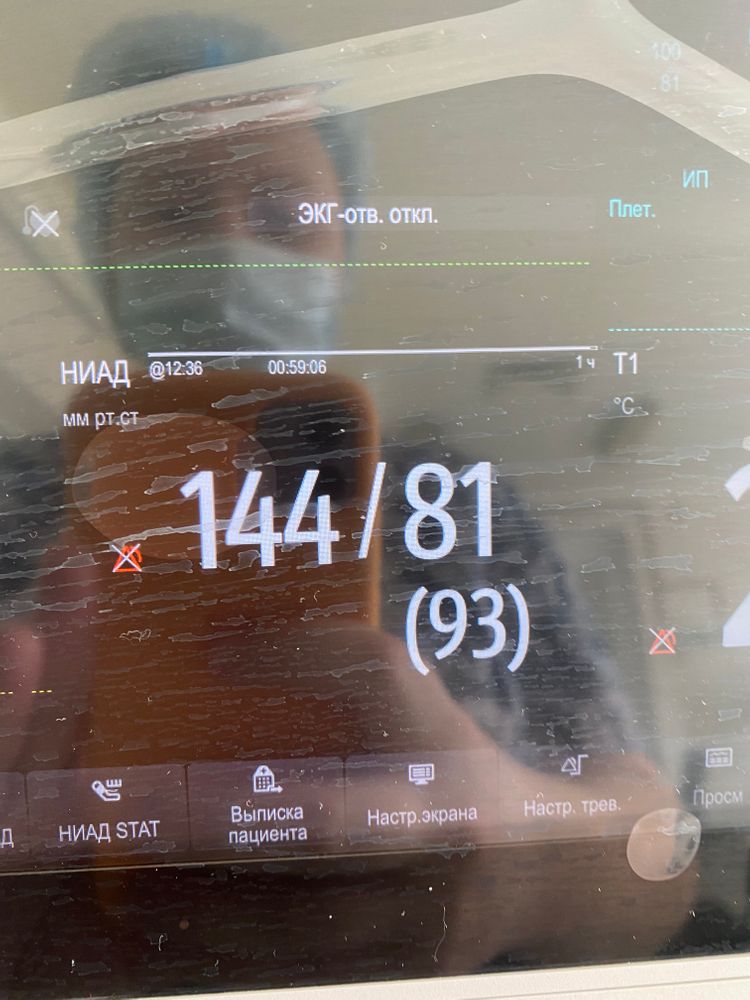 100
81
ИП
ЭКГ-отв. откл.
Плет.
НИАД @12:36 00:59:06 1 ч T1
мм рт.ст °C
144/81
(93)
НИАД STAT
Выписка
пациента
Настр.экрана
Настр. трев.
Просм